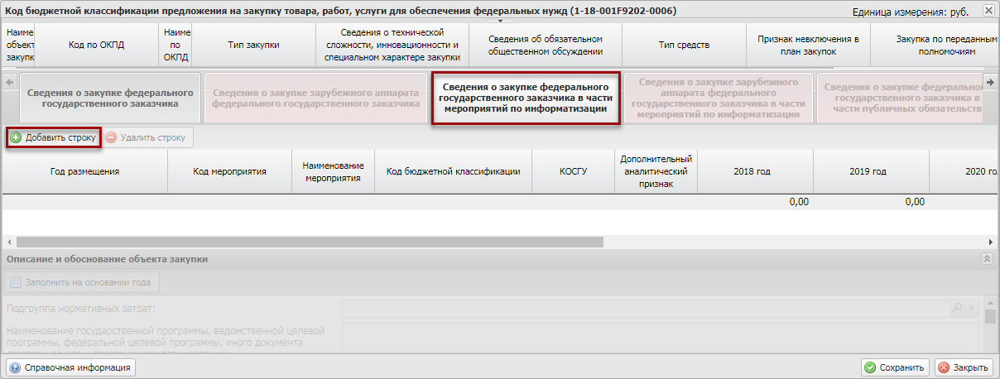 Код бюджетной классификации предложения на закупку товара, работ, услуги для обеспечения федеральных нужд (1-18-001F9202-0006)
Единица измерения: руб.
Наиме
объект
закупк
Код по ОКПД
Наиме
по
ОКПД
Тип закупки
Сведения о технической
сложности, инновационности и
специальном характере закупки
Сведения об обязательном
общественном обсуждении
Тип средств
Признак невключения в
план закупок
Закупка по переданным
полномочиям
Сведения о закупке федерального
государственного заказчика
Сведения о закупке зарубежного аппарата
федерального государственного заказчика
Сведения о закупке федерального
государственного заказчика в части
мероприятий по информатизации
Сведения о закупке зарубежного
аппарата федерального
государственного заказчика в части
мероприятий по информатизации
Сведения о закупке федеральног
государственного заказчика в
части публичных обязательств
Добавить строку
Удалить строку
Год размещения
Код мероприятия
Наименование
мероприятия
Код бюджетной классификации
КОСГУ
Дополнительный
аналитический
признак
2018 год
2019 год
2020 го
0,00
0,00
Описание и обоснование объекта закупки
Заполнить на основании года
Подгруппа нормативных затрат:
Наименование государственной программы, ведомственной целевой
программы, федеральной целевой программы, иного документа
Справочная информация
Сохранить
Закрыть